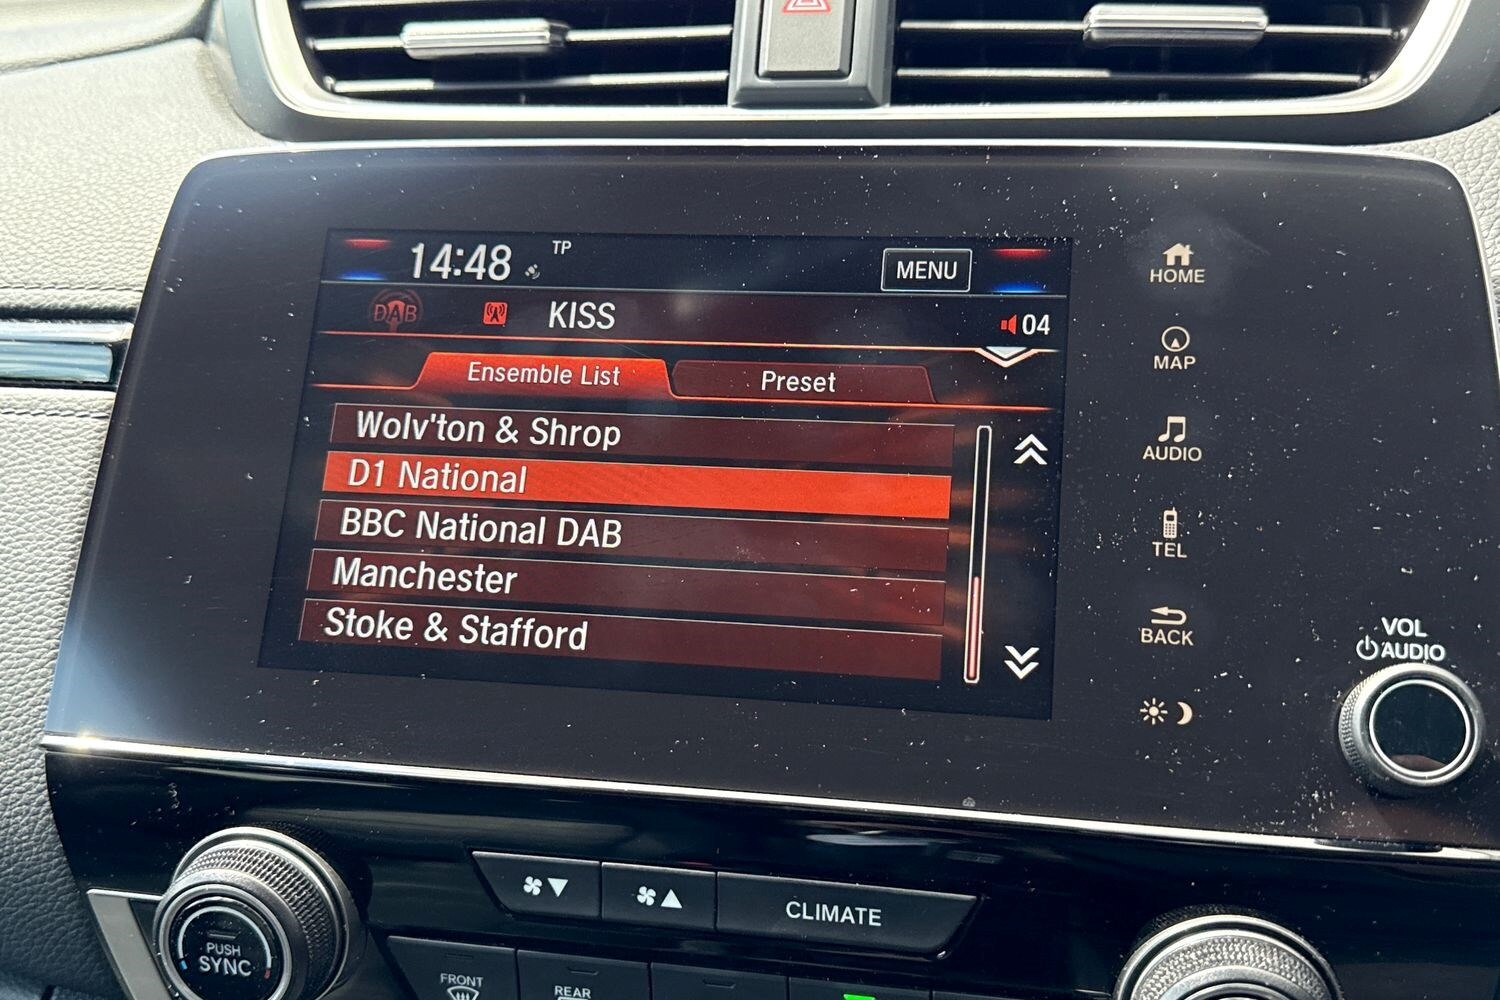 14:48 TP
MENU
DAB KISS 04
Ensemble List Preset
Wolv'ton & Shrop
D1 National
BBC National DAB
Manchester
Stoke & Stafford
HOME
MAP
AUDIO
TEL
BACK
VOL
AUDIO
CLIMATE
PUSH
SYNC
FRONT
REAR